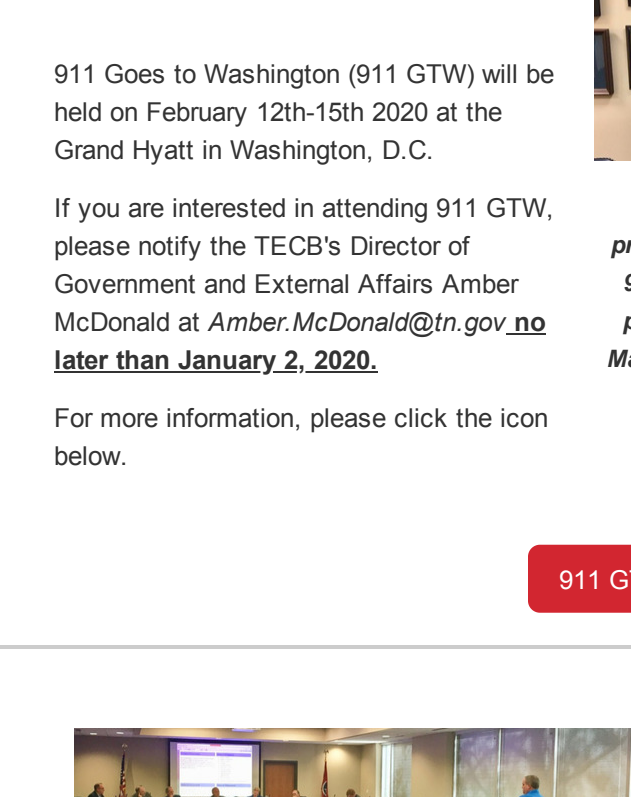 911 Goes to Washington (911 GTW) will be
held on February 12th-15th 2020 at the
Grand Hyatt in Washington, D.C.
If you are interested in attending 911 GTW,
please notify the TECB's Director of
Government and External Affairs Amber
McDonald at Amber.McDonald@tn.gov no
later than January 2, 2020.
For more information, please click the icon
below.
911